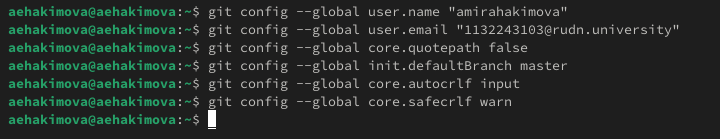 aehakimova@aehakimova:~$ git config --global user.name "amirahakimova"
aehakimova@aehakimova:~$ git config --global user.email "1132243103@rudn.university"
aehakimova@aehakimova:~$ git config --global core.quotepath false
aehakimova@aehakimova:~$ git config --global init.defaultBranch master
aehakimova@aehakimova:~$ git config --global core.autocrlf input
aehakimova@aehakimova:~$ git config --global core.safecrlf warn
aehakimova@aehakimova:~$